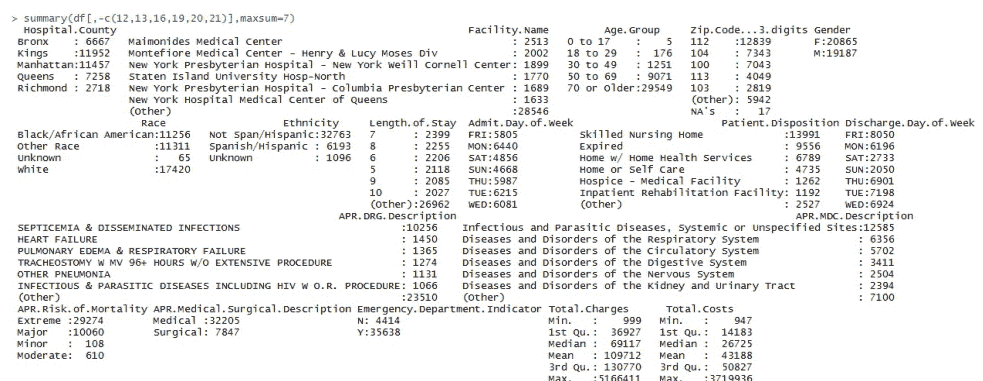 > summary(df[,-c(12,13,16,19,20,21)],maxsum=7)
Hospital.County Facility.Name Age.Group Zip.Code...3.digits Gender
Bronx : 6667 Maimonides Medical Center : 2513 0 to 17 : 5 112 :12839 F:20865
Kings :11952 Montefiore Medical Center - Henry & Lucy Moses Div : 2002 18 to 29 : 176 104 : 7343 M:19187
Manhattan:11457 New York Presbyterian Hospital - New York Weill Cornell Center: 1899 30 to 49 : 1251 100 : 7043
Queens : 7258 Staten Island University Hosp-North : 1770 50 to 69 : 9071 113 : 4049
Richmond : 2718 New York Presbyterian Hospital - Columbia Presbyterian Center : 1689 70 or Older:29549 103 : 2819
New York Hospital Medical Center of Queens : 1633 (Other): 5942
(Other) :28546 NA's : 17
Race Ethnicity Length.of.Stay Admit.Day.of.Week Patient.Disposition Discharge.Day.of.Week
Black/African American:11256 Not Span/Hispanic:32763 7 : 2399 FRI:5805 Skilled Nursing Home :13991 FRI:8050
Other Race :11311 Spanish/Hispanic : 6193 8 : 2255 MON:6440 Expired : 9556 MON:6196
Unknown : 65 Unknown : 1096 6 : 2206 SAT:4856 Home w/ Home Health Services : 6789 SAT:2733
White :17420 5 : 2118 SUN:4668 Home or Self Care : 4735 SUN:2050
9 : 2085 THU:5987 Hospice - Medical Facility : 1262 THU:6901
10 : 2027 TUE:6215 Inpatient Rehabilitation Facility: 1192 TUE:7198
(Other):26962 WED:6081 (Other) : 2527 WED:6924
APR.DRG.Description APR.MDC.Description
SEPTICEMIA & DISSEMINATED INFECTIONS :10256 Infectious and Parasitic Diseases, Systemic or Unspecified Sites:12585
HEART FAILURE : 1450 Diseases and Disorders of the Respiratory System : 6356
PULMONARY EDEMA & RESPIRATORY FAILURE : 1365 Diseases and Disorders of the Circulatory System : 5702
TRACHEOSTOMY W MV 96+ HOURS W/O EXTENSIVE PROCEDURE : 1274 Diseases and Disorders of the Digestive System : 3411
OTHER PNEUMONIA : 1131 Diseases and Disorders of the Nervous System : 2504
INFECTIOUS & PARASITIC DISEASES INCLUDING HIV W O.R. PROCEDURE: 1066 Diseases and Disorders of the Kidney and Urinary Tract : 2394
(Other) :23510 (Other) : 7100
APR.Risk.of.Mortality APR.Medical.Surgical.Description Emergency.Department.Indicator Total.Charges Total.Costs
Extreme :29274 Medical :32205 N: 4414 Min. : 999 Min. : 947
Major :10060 Surgical: 7847 Y:35638 1st Qu.: 36927 1st Qu.: 14183
Minor : 108 Median : 69117 Median : 26725
Moderate: 610 Mean : 109712 Mean : 43188
3rd Qu.: 130770 3rd Qu.: 50827
Max. :5166411 Max. :3719936